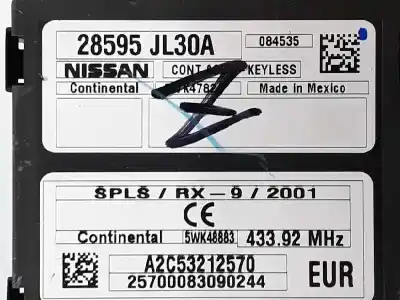 28595 JL30A
084535
NISSAN CONT KEYLESS
Continental
Made in Mexico
SPLS / RX-9 / 2001
CE
Continental 5WK48883 433.92 MHz
A2C53212570
25700083090244
EUR